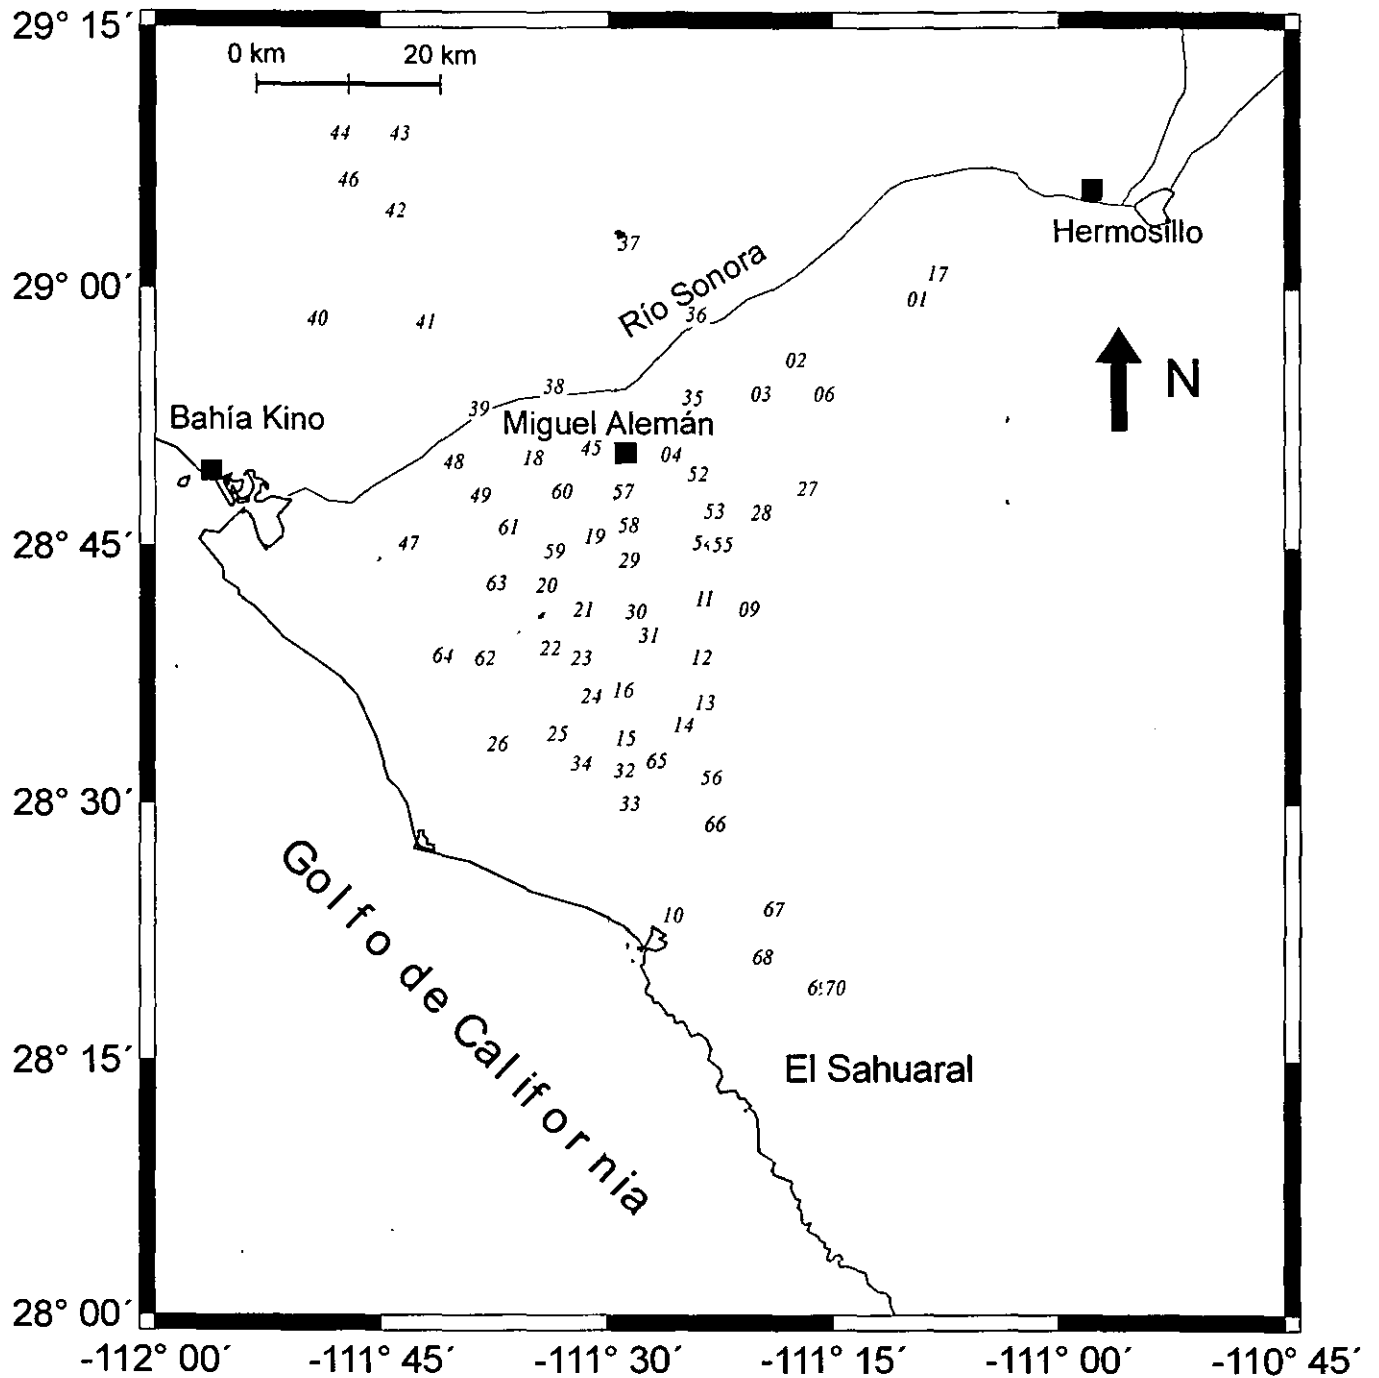 29° 15´
0 km 20 km
44 43
46
42
37
Hermosillo
Río Sonora
17
29° 00´
01
36
40 41
02
N
38
35 03 06
39
Bahía Kino
Miguel Alemán
45
48 18 04
52
49 60 57 27
53 28
61 58
19
28° 45´
47 59 55
29
63 20
11
21 30 09
31
22
64 62 23 12
24 16
13
14
25 15
26
34 32 65
56
28° 30´
33
66
Golfo de California
10 67
68
70
28° 15´
El Sahuaral
28° 00´
-112° 00´ -111° 45´ -111° 30´ -111° 15´ -111° 00´ -110° 45´